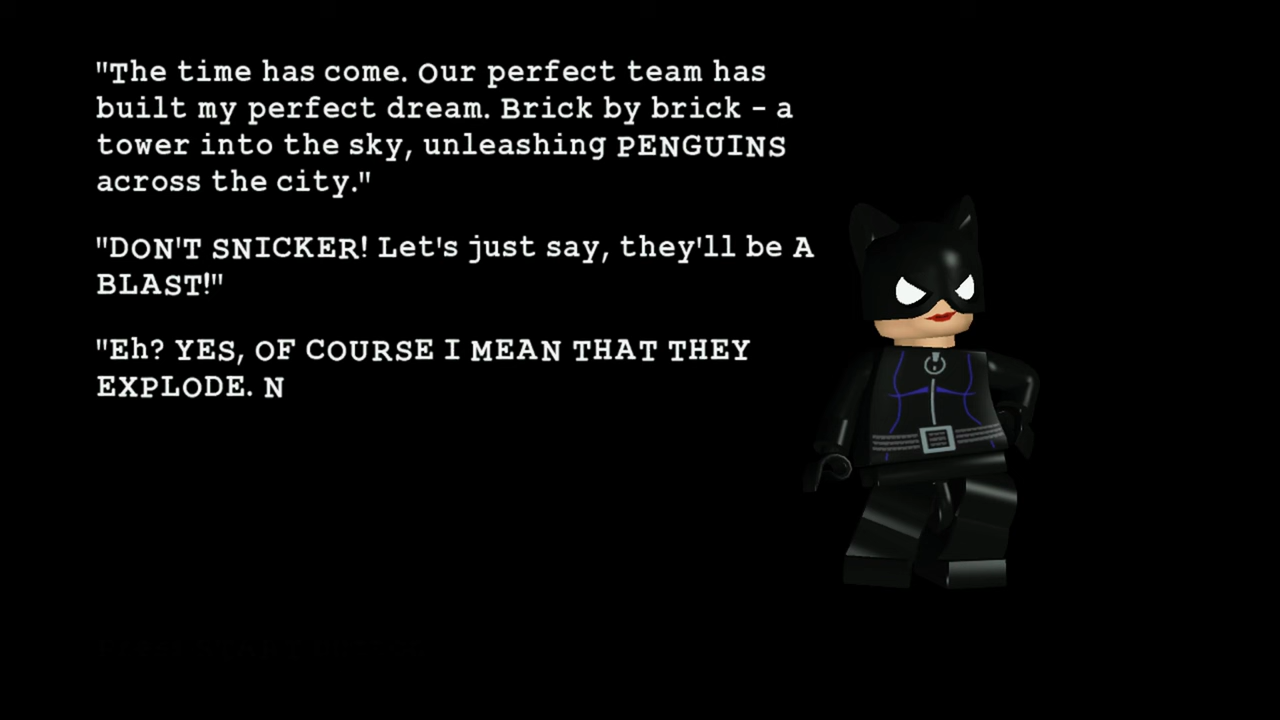 "The time has come. Our perfect team has
built my perfect dream. Brick by brick - a
tower into the sky, unleashing PENGUINS
across the city."
"DON'T SNICKER! Let's just say, they'll be A
BLAST!"
"Eh? YES, OF COURSE I MEAN THAT THEY
EXPLODE. N